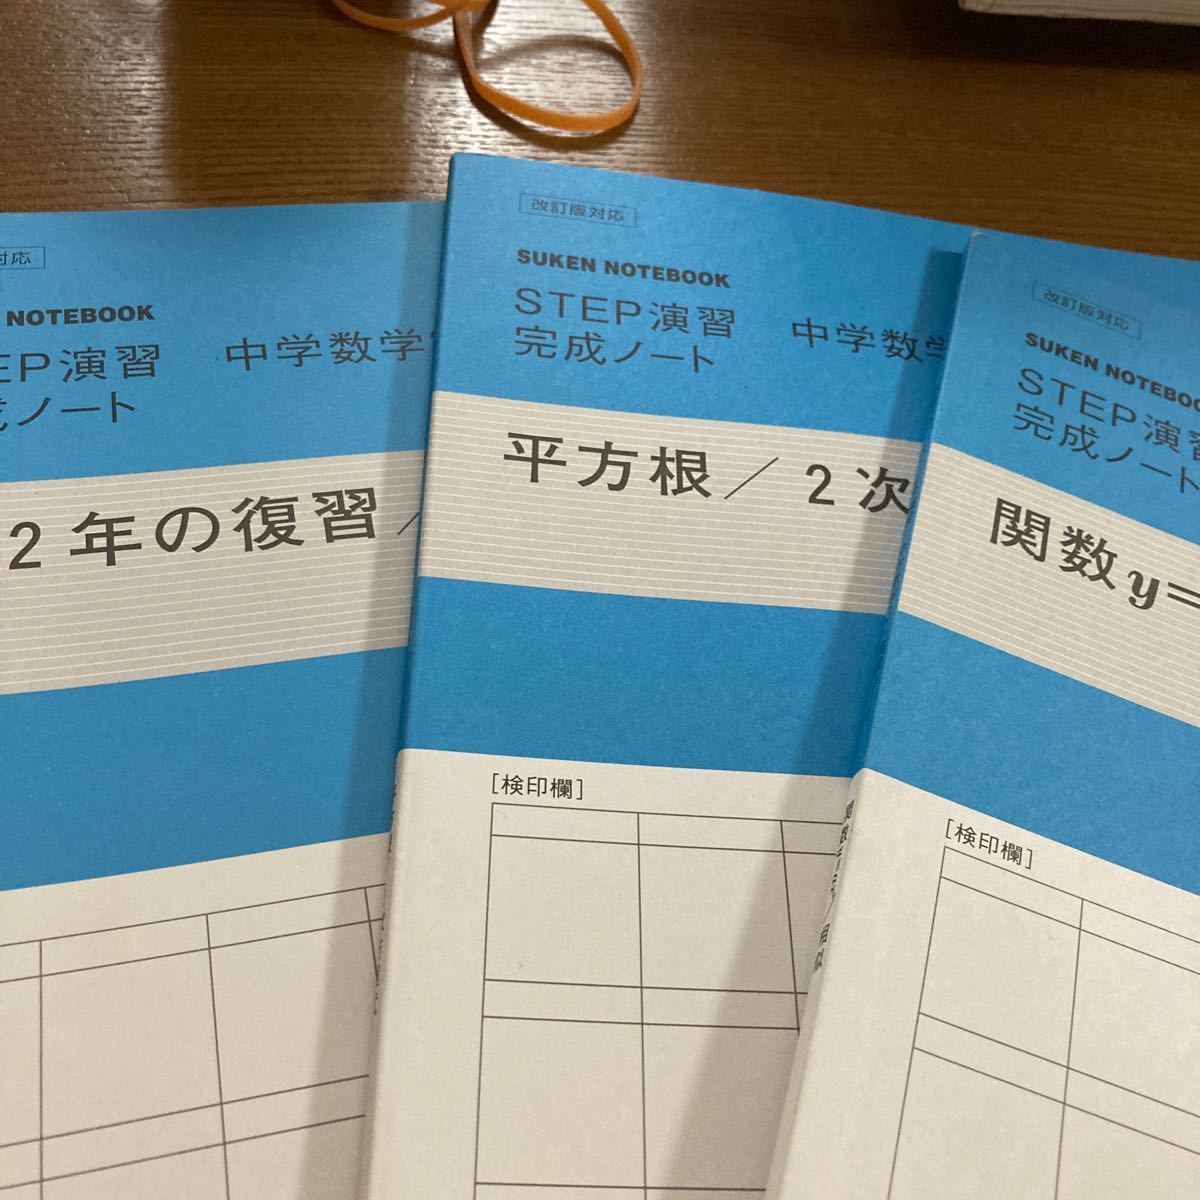 対応
NOTEBOOK
EP演習
中学数学
成ノート
2年の復習／
改訂版対応
SUKEN NOTEBOOK
STEP演習
完成ノート
中学数学
平方根／2次
［検印欄］
改訂版対応
SUKEN NOTEBOO
STEP演習
完成ノート
関数y=
［検印欄］